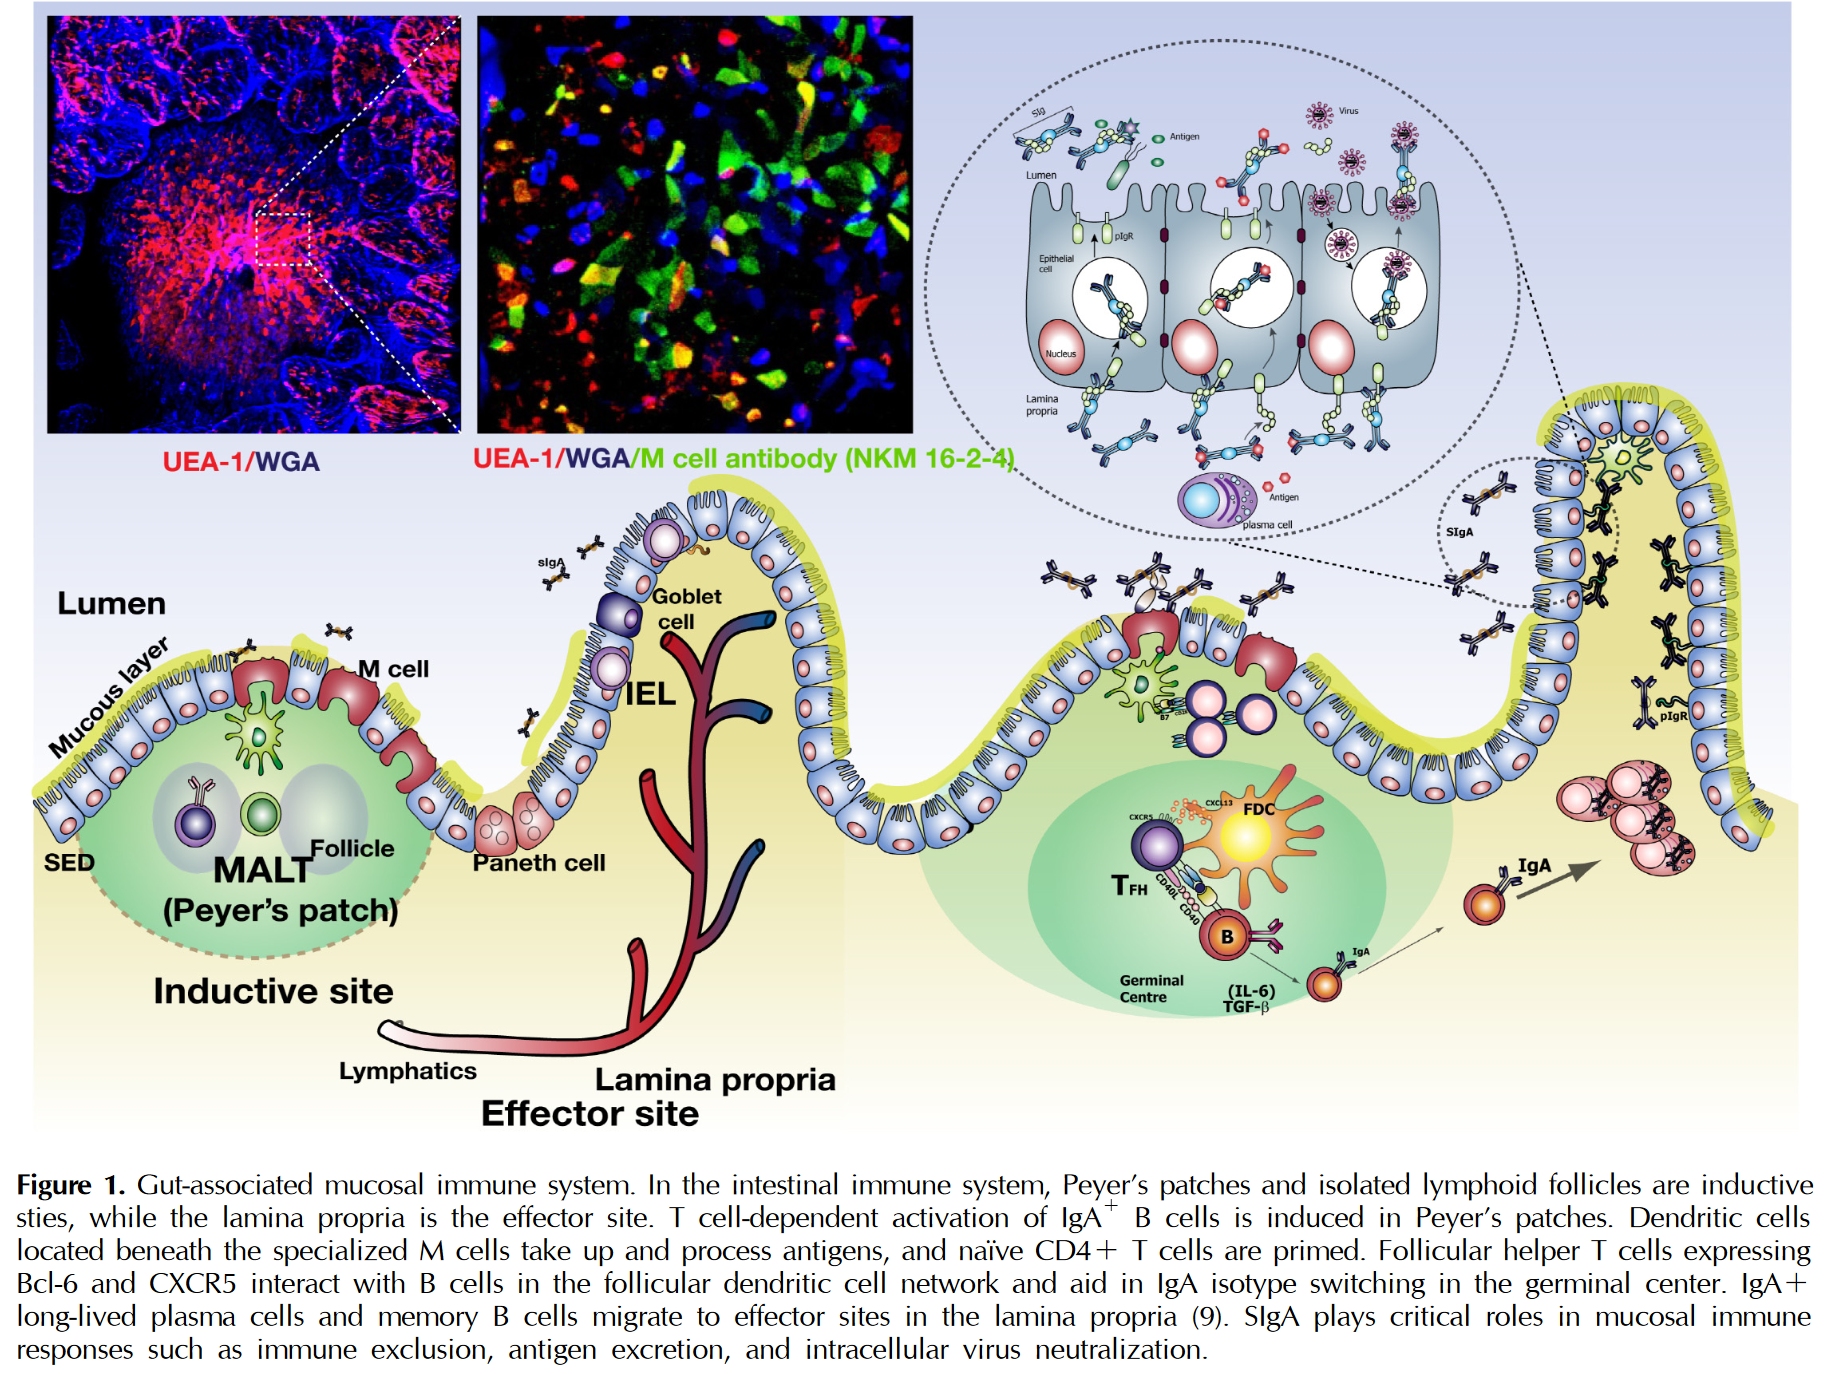 UEA-1/WGA
UEA-1/WGA/M cell antibody (NKM 16-2-4)
SIg
Antigen
Virus
Lumen
pIgR
Epithelial
cell
Nucleus
Lamina
propria
Antigen
plasma cell
Lumen
Mucous layer
M cell
sIgA
Goblet
cell
IEL
SED
Follicle
MALT
(Peyer's patch)
Paneth cell
Inductive site
Lymphatics
Lamina propria
Effector site
SIgA
pIgR
B7
CD28
CXCL13
CXCR5
FDC
TFH
CD40L
CD40
B
Germinal
Centre
(IL-6)
TGF-β
IgA
IgA
Figure 1. Gut-associated mucosal immune system. In the intestinal immune system, Peyer's patches and isolated lymphoid follicles are inductive
sties, while the lamina propria is the effector site. T cell-dependent activation of IgA+ B cells is induced in Peyer's patches. Dendritic cells
located beneath the specialized M cells take up and process antigens, and naïve CD4+ T cells are primed. Follicular helper T cells expressing
Bcl-6 and CXCR5 interact with B cells in the follicular dendritic cell network and aid in IgA isotype switching in the germinal center. IgA+
long-lived plasma cells and memory B cells migrate to effector sites in the lamina propria (9). SIgA plays critical roles in mucosal immune
responses such as immune exclusion, antigen excretion, and intracellular virus neutralization.